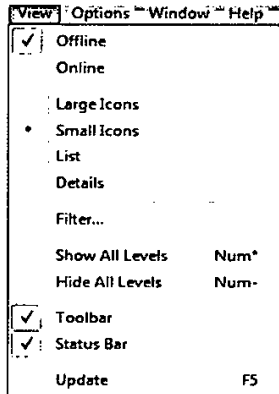 View Options Window Help
Offline
Online
Large Icons
Small Icons
List
Details
Filter...
Show All Levels Num*
Hide All Levels Num-
Toolbar
Status Bar
Update F5